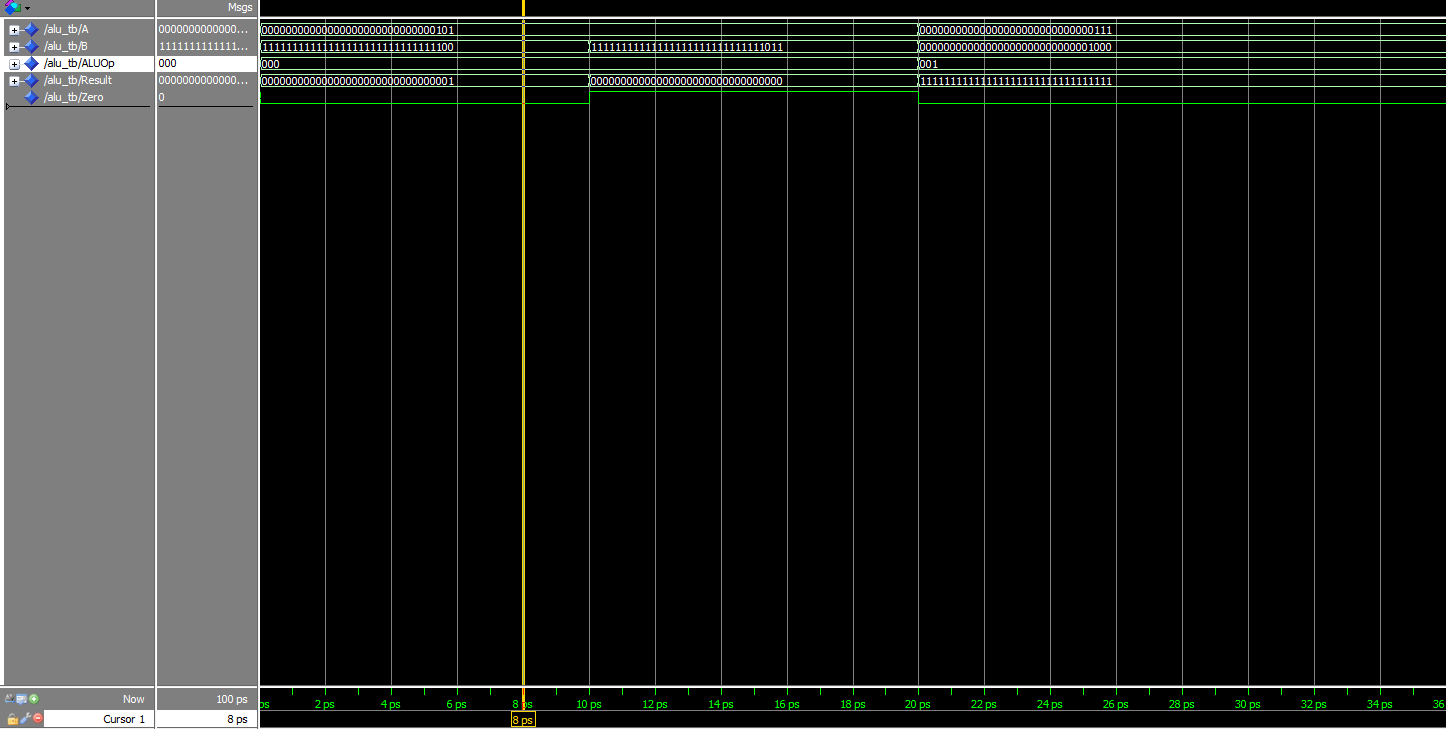 Msgs
/alu_tb/A 0000000000000... 00000000000000000000000000000101 00000000000000000000000000000111
/alu_tb/B 1111111111111... 11111111111111111111111111111100 11111111111111111111111111111011 00000000000000000000000000001000
/alu_tb/ALUOp 000 000 001
/alu_tb/Result 0000000000000... 00000000000000000000000000000001 00000000000000000000000000000000 11111111111111111111111111111111
/alu_tb/Zero 0
Now 100 ps ps 2 ps 4 ps 6 ps 8 ps 10 ps 12 ps 14 ps 16 ps 18 ps 20 ps 22 ps 24 ps 26 ps 28 ps 30 ps 32 ps 34 ps 36
Cursor 1 8 ps 8 ps